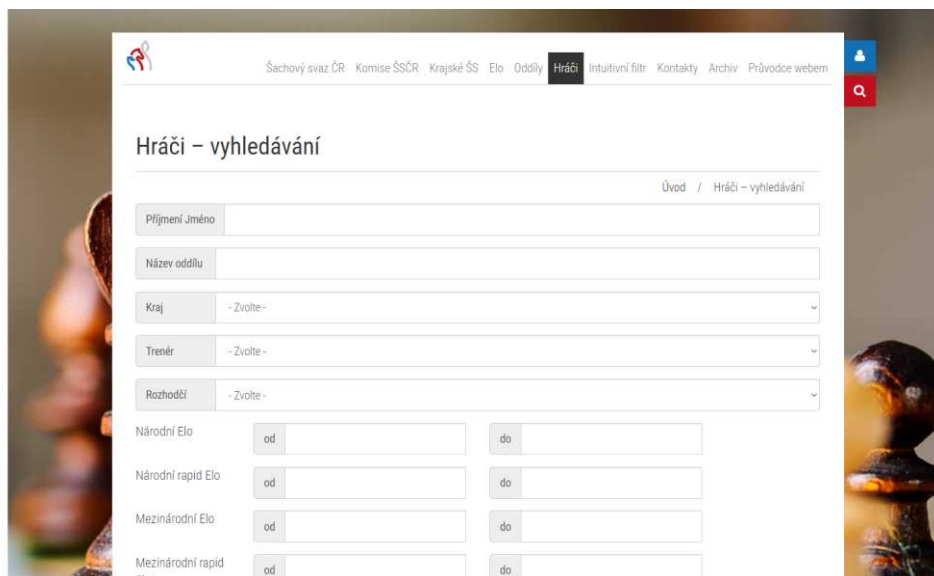 Šachový svaz ČR Komise ŠSČR Krajské ŠS Elo Oddíly Hráči Intuitivní filtr Kontakty Archiv Průvodce webem
Hráči – vyhledávání
Úvod / Hráči – vyhledávání
Příjmení Jméno
Název oddílu
Kraj - Zvolte -
Trenér - Zvolte -
Rozhodčí - Zvolte -
Národní Elo od do
Národní rapid Elo od do
Mezinárodní Elo od do
Mezinárodní rapid od do